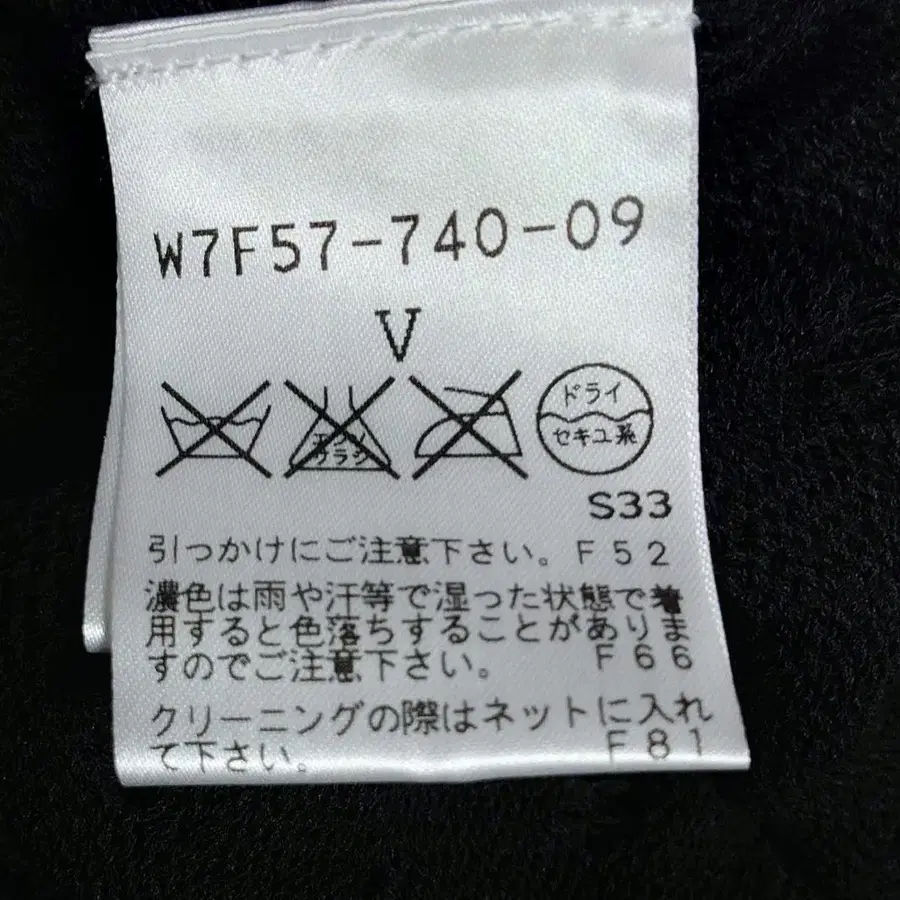 W7F57-740-09
V
エンソ
サラシ
ドライ
セキユ系
S33
引っかけにご注意下さい。F52
濃色は雨や汗等で湿った状態で着
用すると色落ちすることがありま
すのでご注意下さい。 F66
クリーニングの際はネットに入れ
て下さい。 F81